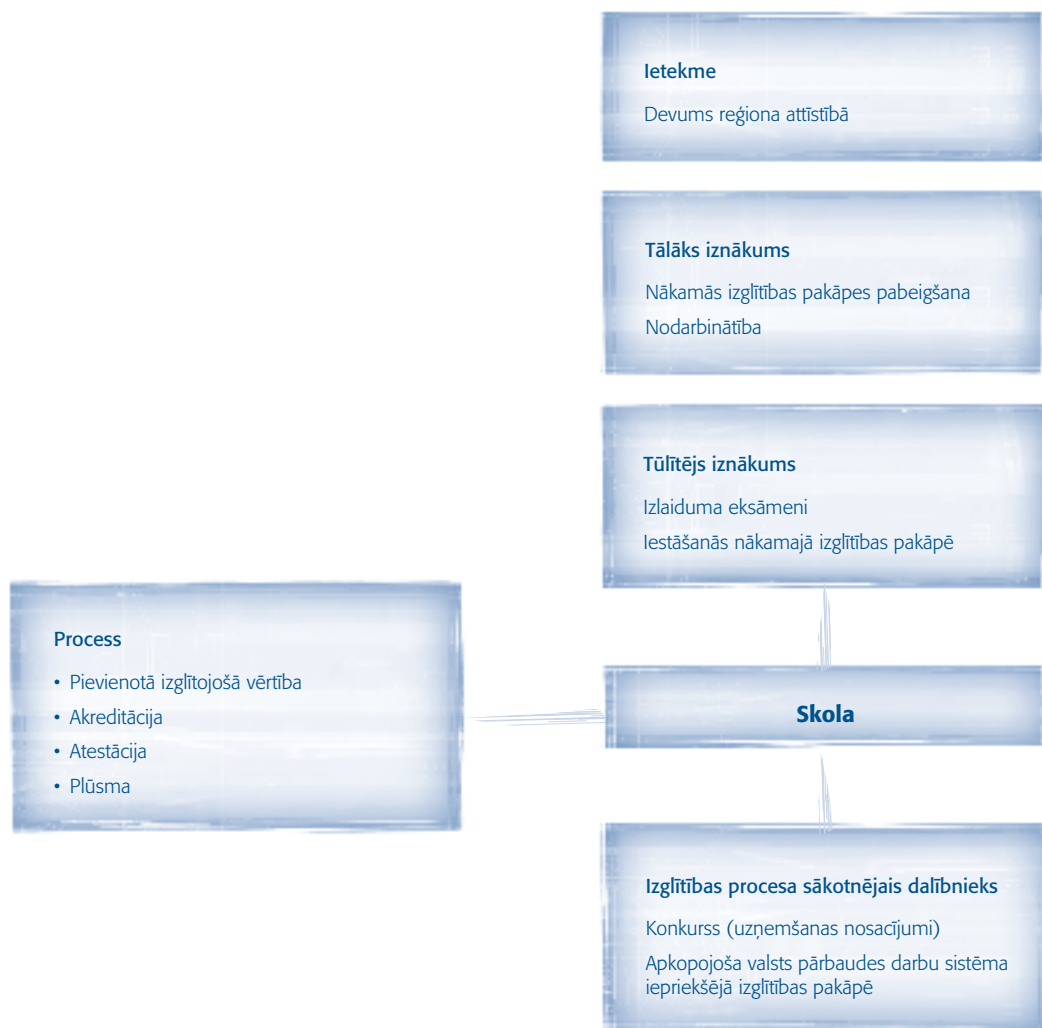 Ietekme
Devums reģiona attīstībā
Tālāks iznākums
Nākamās izglītības pakāpes pabeigšana
Nodarbinātība
Tūlītējs iznākums
Izlaiduma eksāmeni
Iestāšanās nākamajā izglītības pakāpē
Process
• Pievienotā izglītojošā vērtība
• Akreditācija
• Atestācija
• Plūsma
Skola
Izglītības procesa sākotnējais dalībnieks
Konkurss (uzņemšanas nosacījumi)
Apkopojoša valsts pārbaudes darbu sistēma
iepriekšējā izglītības pakāpē